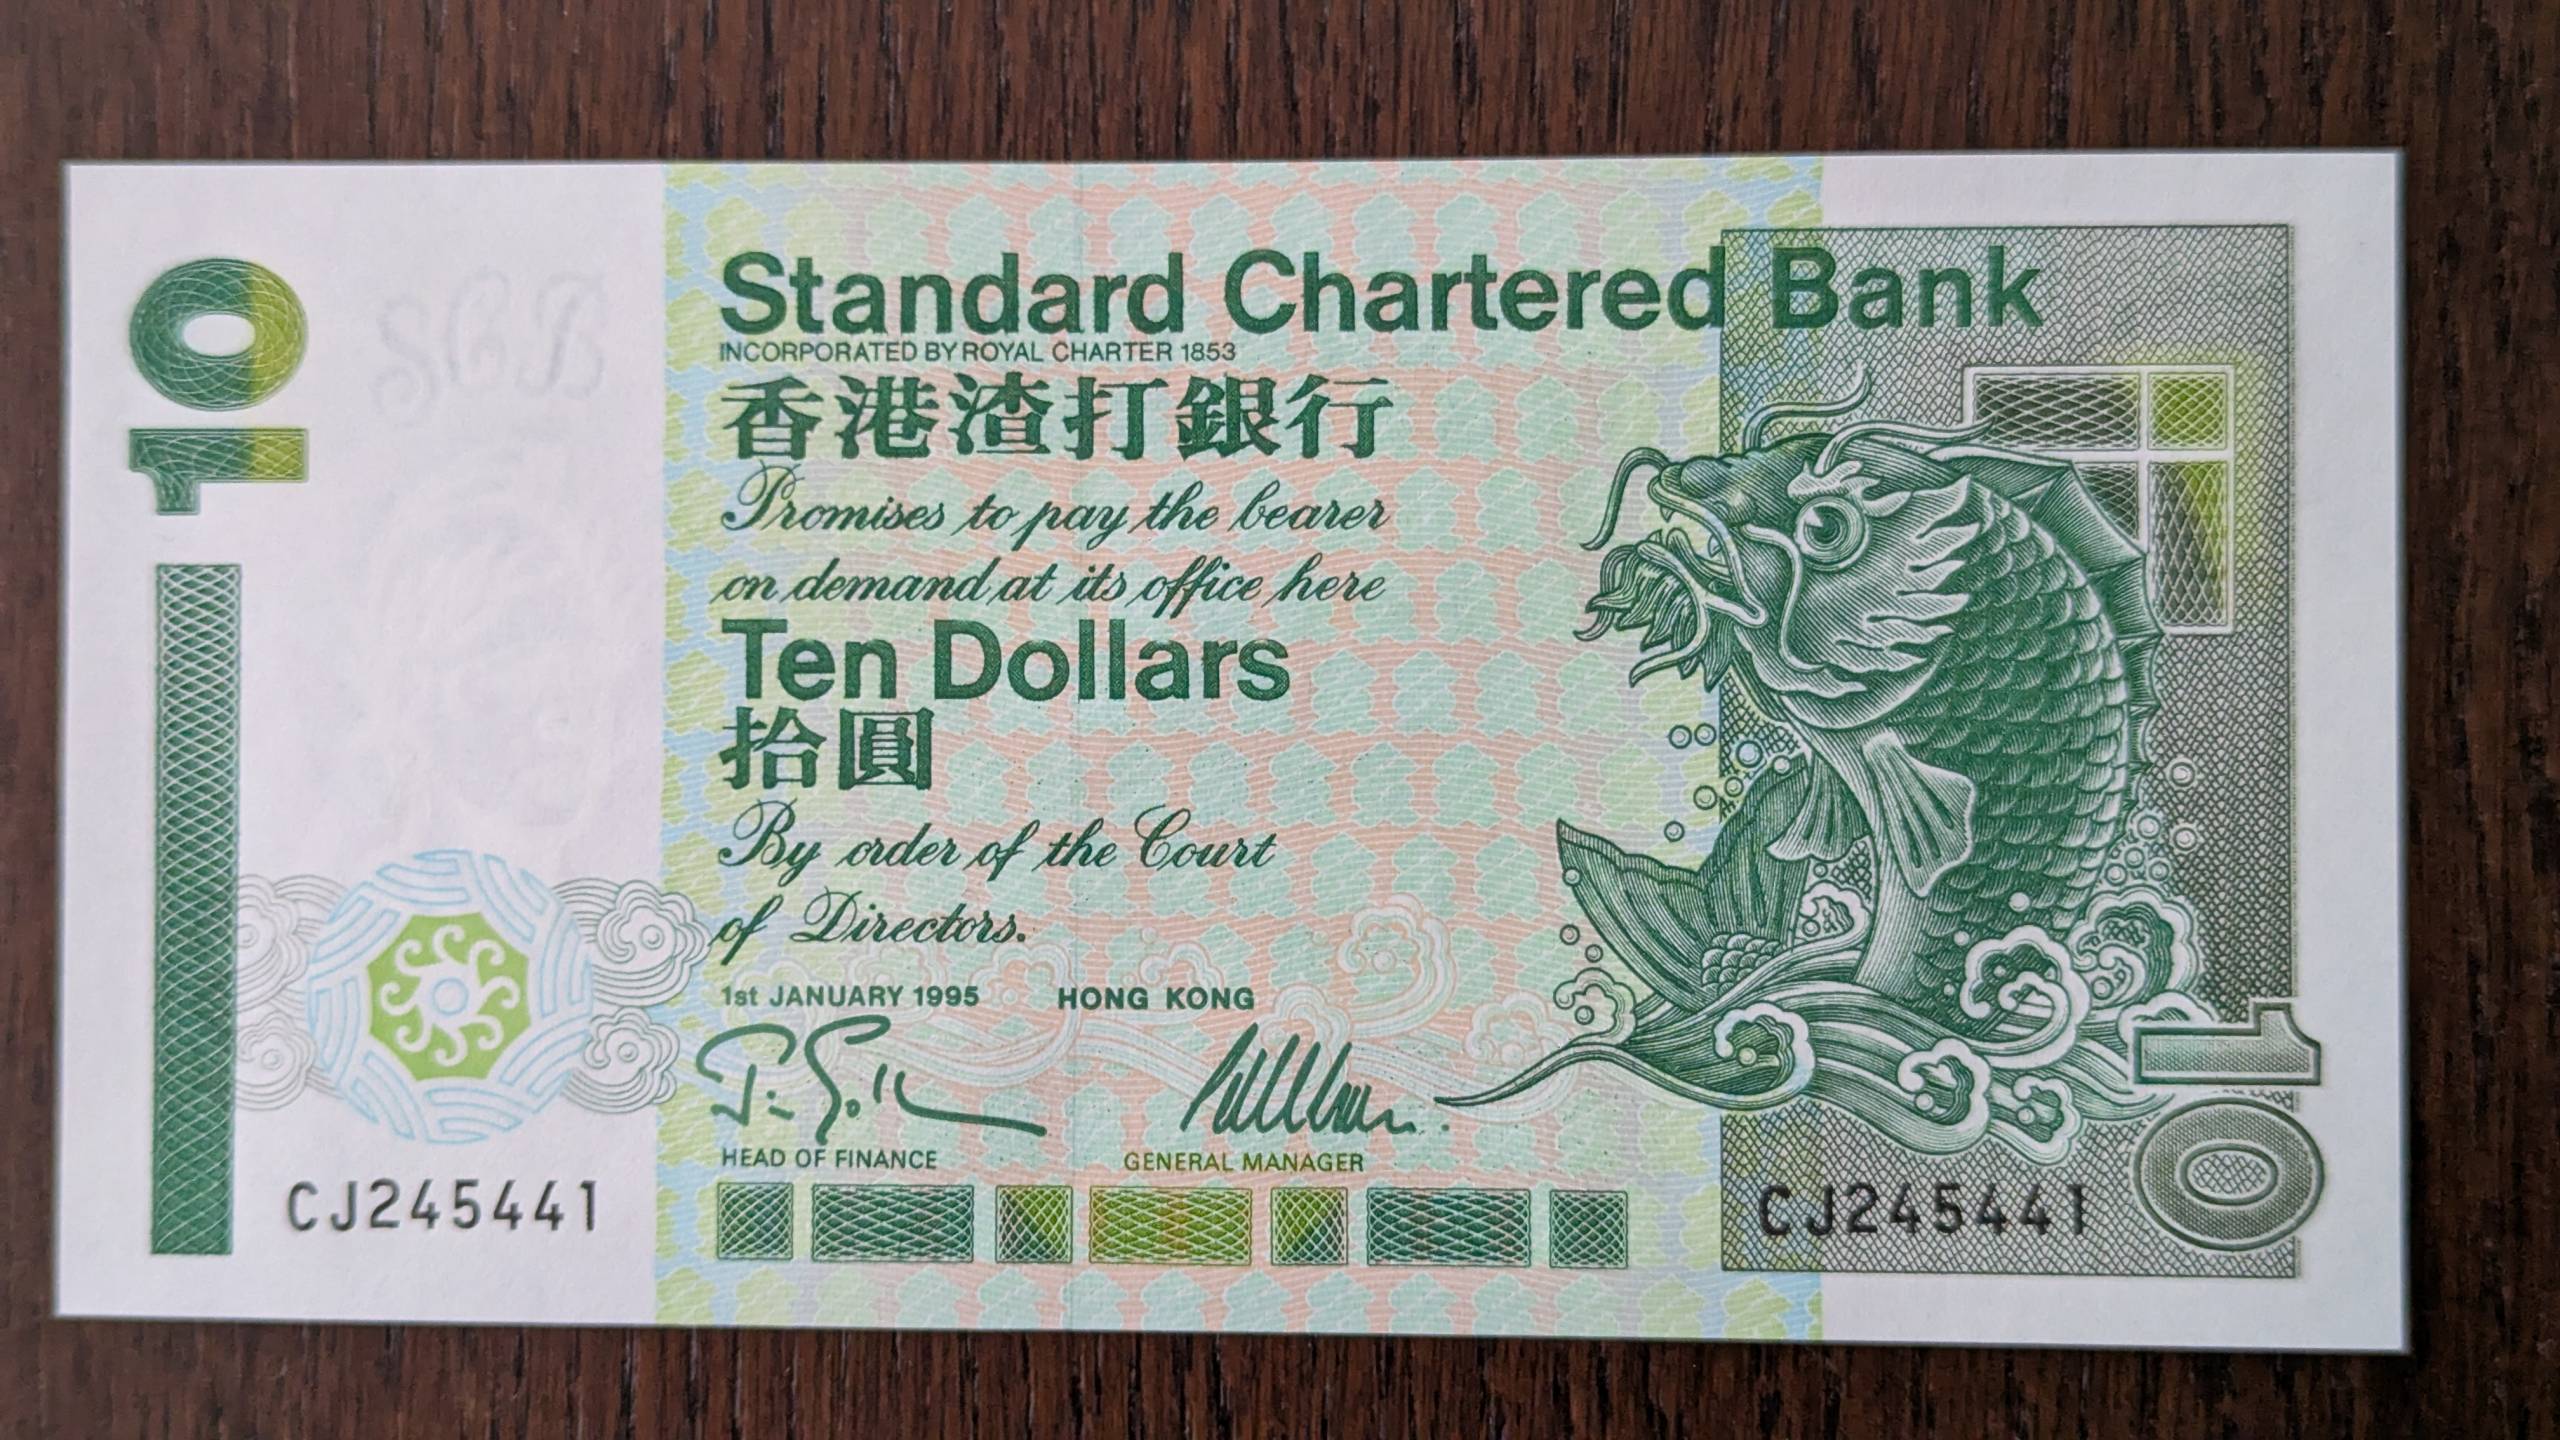 10
Standard Chartered Bank
INCORPORATED BY ROYAL CHARTER 1853
香港渣打銀行
Promises to pay the bearer
on demand at its office here
Ten Dollars
拾圓
By order of the Court
of Directors.
1st JANUARY 1995 HONG KONG
HEAD OF FINANCE GENERAL MANAGER
CJ245441
CJ245441
10